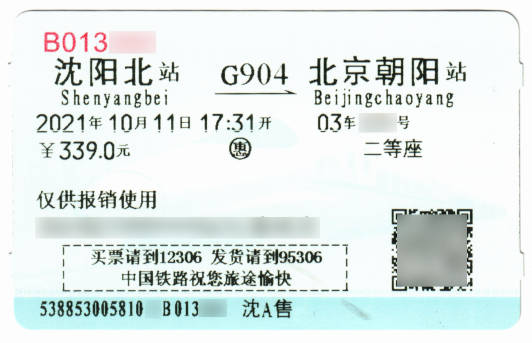 B013
沈阳北站 G904 北京朝阳站
Shenyangbei Beijingchaoyang
2021年10月11日17:31开 03车 号
￥339.0元 惠 二等座
仅供报销使用
买票请到12306 发货请到95306
中国铁路祝您旅途愉快
538853005810 B013 沈A售